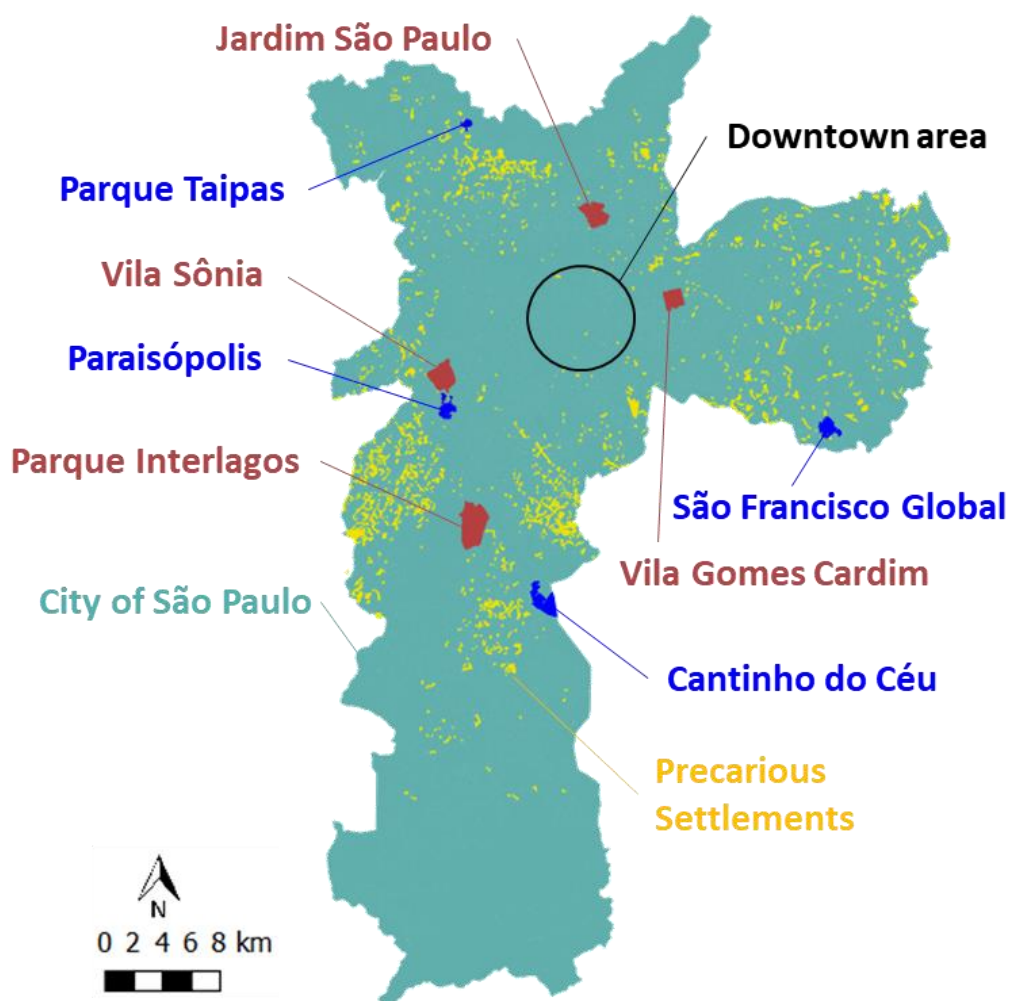 Jardim São Paulo
Downtown area
Parque Taipas
Vila Sônia
Paraisópolis
Parque Interlagos
São Francisco Global
Vila Gomes Cardim
City of São Paulo
Cantinho do Céu
Precarious
Settlements
N
0 2 4 6 8 km